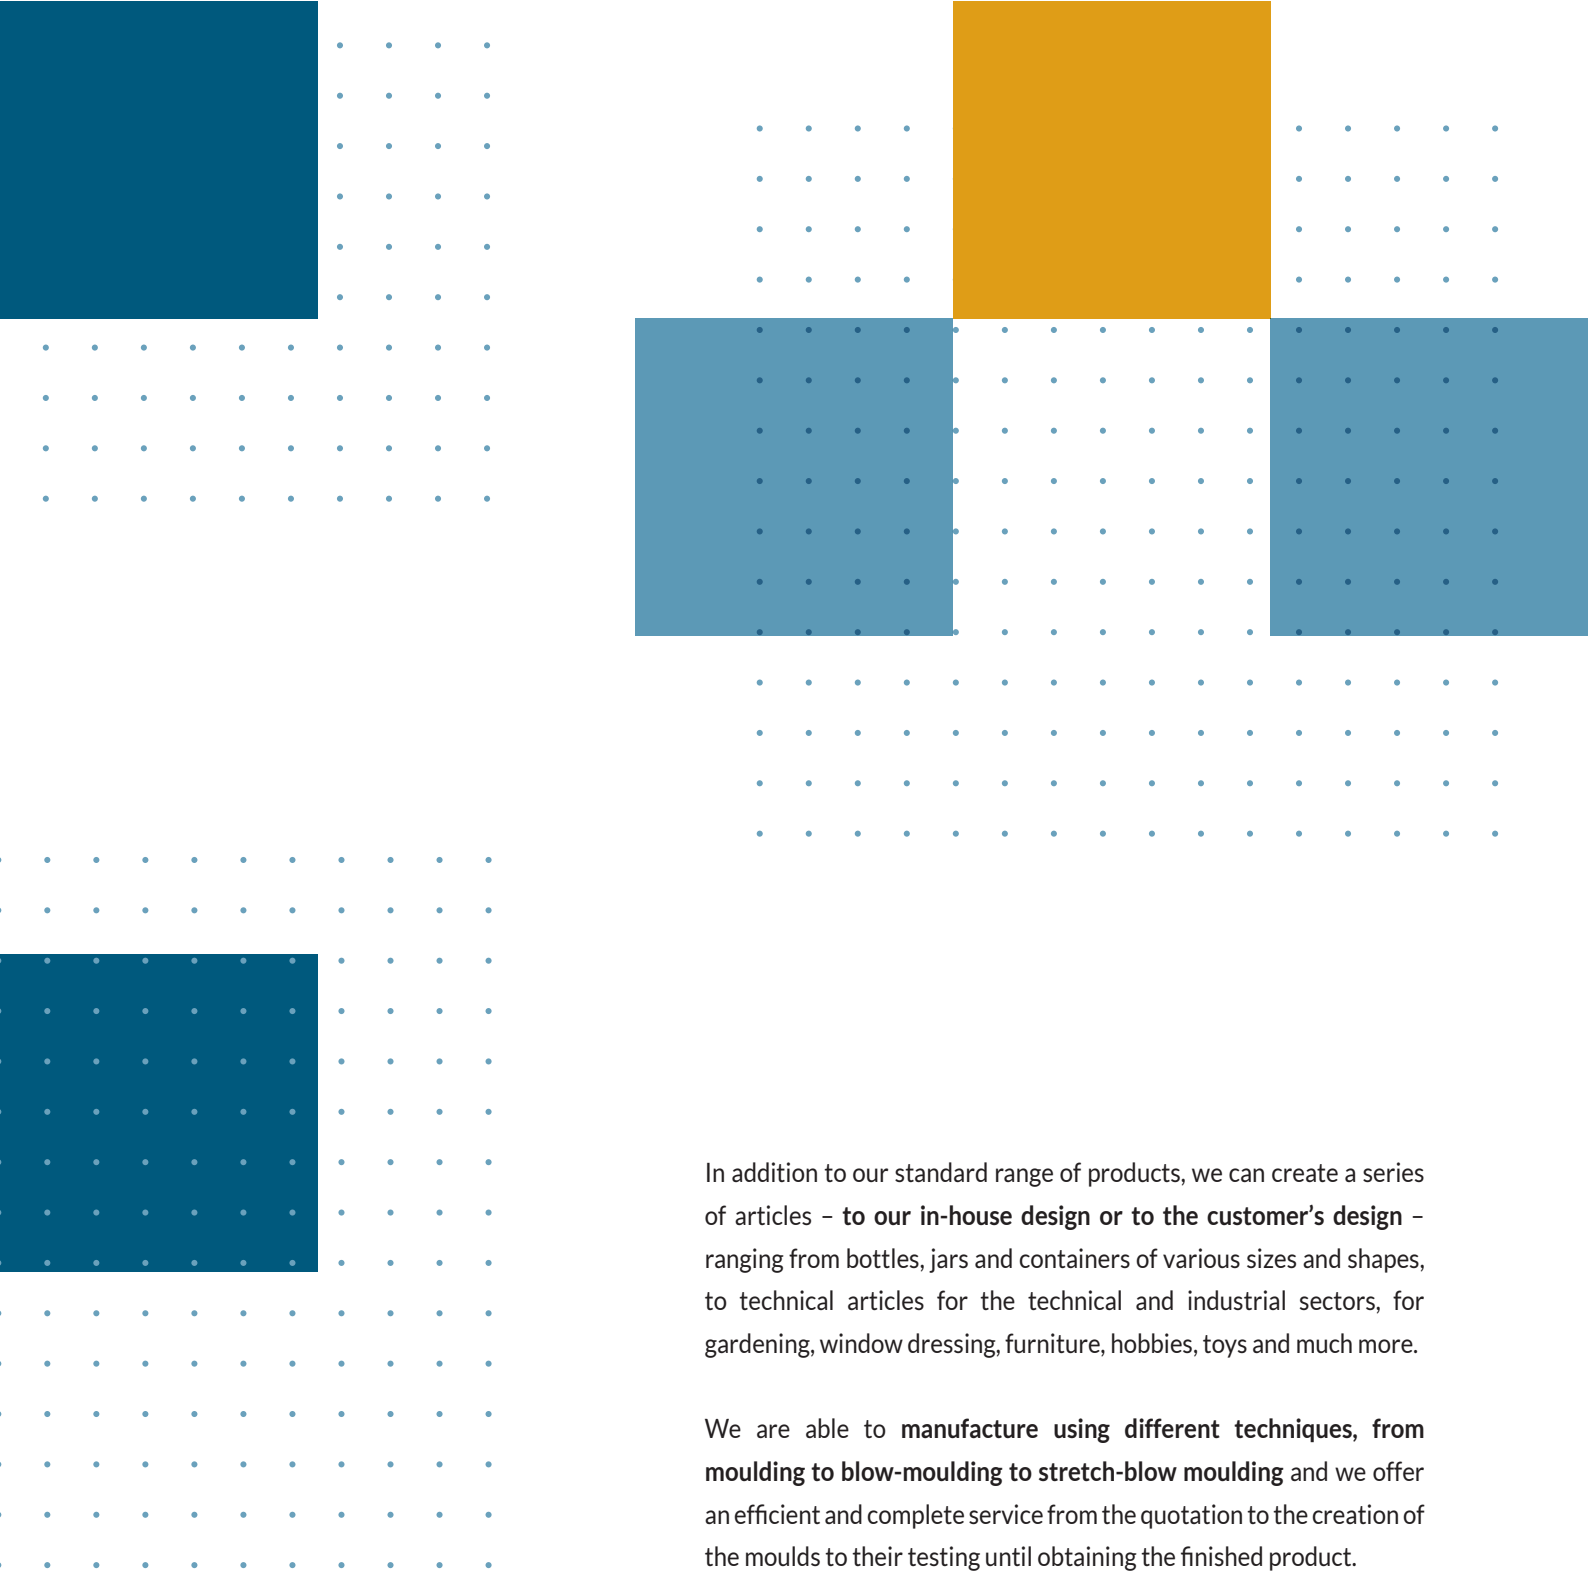 In addition to our standard range of products, we can create a series
of articles – to our in-house design or to the customer’s design –
ranging from bottles, jars and containers of various sizes and shapes,
to technical articles for the technical and industrial sectors, for
gardening, window dressing, furniture, hobbies, toys and much more.
We are able to manufacture using different techniques, from
moulding to blow-moulding to stretch-blow moulding and we offer
an efficient and complete service from the quotation to the creation of
the moulds to their testing until obtaining the finished product.